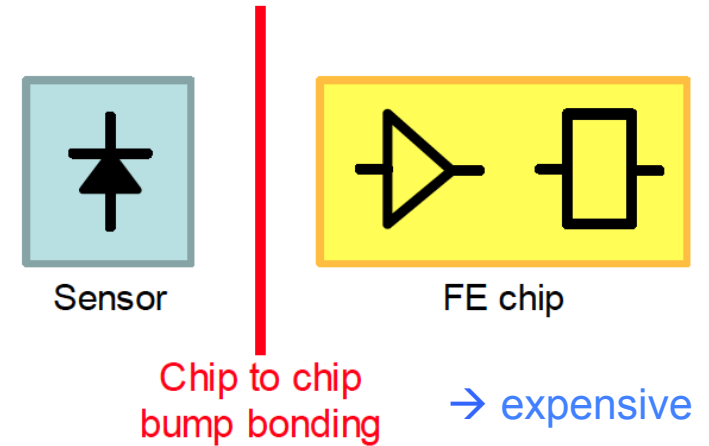 Sensor
FE chip
Chip to chip
bump bonding
→ expensive